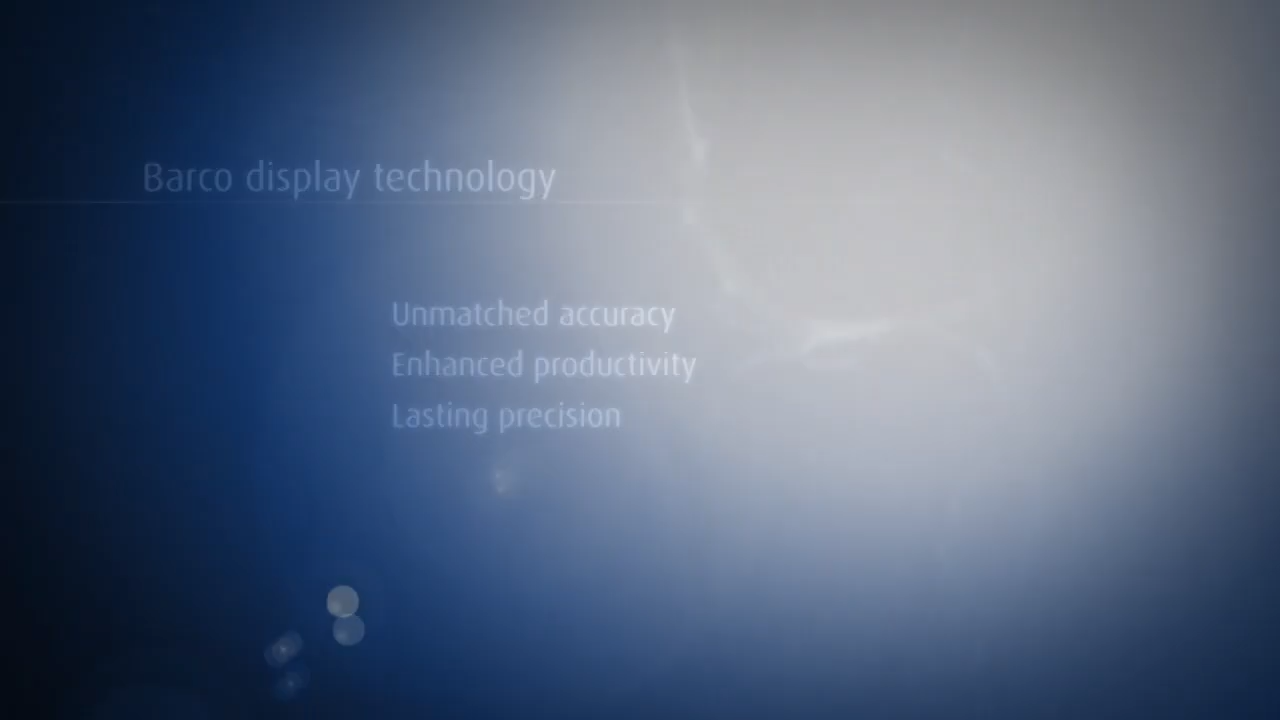 Barco display technology
Unmatched accuracy
Enhanced productivity
Lasting precision